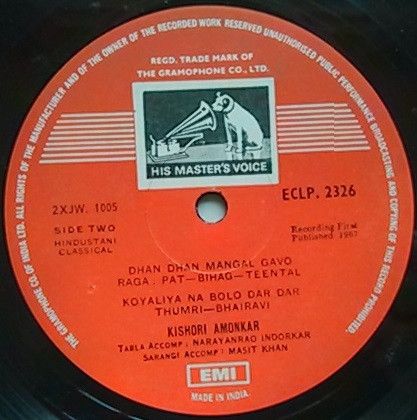 ALL RIGHTS OF THE MANUFACTURER AND OF THE OWNER OF THE RECORDED WORK RESERVED UNAUTHORISED PUBLIC PERFORMANCE BROADCASTING AND COPYING OF THIS RECORD PROHIBITED
THE GRAMOPHONE CO. OF INDIA LTD.
REGD. TRADE MARK OF
THE GRAMOPHONE CO., LTD.
HIS MASTER'S VOICE
2XJW. 1005
ECLP. 2326
SIDE TWO
HINDUSTANI
CLASSICAL
Recording First
Published 1967
DHAN DHAN MANGAL GAVO
RAGA.. PAT—BIHAG—TEENTAL
KOYALIYA NA BOLO DAR DAR
THUMRI—BHAIRAVI
KISHORI AMONKAR
TABLA ACCOMP: NARAYANRAO INDORKAR
SARANGI ACCOMP: MASIT KHAN
EMI
MADE IN INDIA.